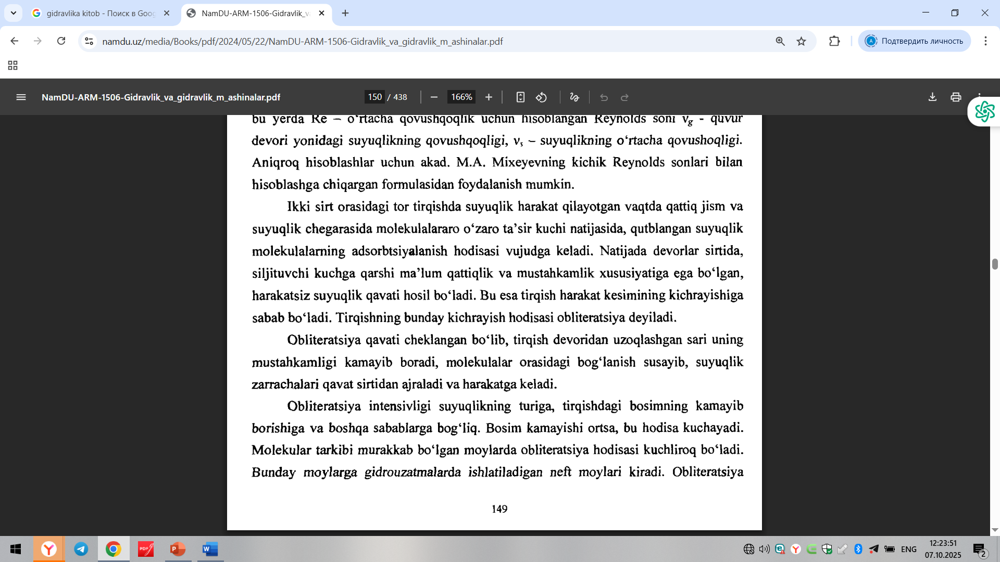 gidravlika kitob - Поиск в Goog
NamDU-ARM-1506-Gidravlik_va
namdu.uz/media/Books/pdf/2024/05/22/NamDU-ARM-1506-Gidravlik_va_gidravlik_m_ashinalar.pdf
Подтвердить личность
NamDU-ARM-1506-Gidravlik_va_gidravlik_m_ashinalar.pdf
150 / 438
166%
bu yerda Re – o‘rtacha qovushqoqlik uchun hisoblangan Reynolds soni νg - quvur
devori yonidagi suyuqlikning qovushqoqligi, νs – suyuqlikning o‘rtacha qovushoqligi.
Aniqroq hisoblashlar uchun akad. M.A. Mixeyevning kichik Reynolds sonlari bilan
hisoblashga chiqargan formulasidan foydalanish mumkin.
Ikki sirt orasidagi tor tirqishda suyuqlik harakat qilayotgan vaqtda qattiq jism va
suyuqlik chegarasida molekulalararo o‘zaro ta’sir kuchi natijasida, qutblangan suyuqlik
molekulalarning adsorbtsiyalanish hodisasi vujudga keladi. Natijada devorlar sirtida,
siljituvchi kuchga qarshi ma’lum qattiqlik va mustahkamlik xususiyatiga ega bo‘lgan,
harakatsiz suyuqlik qavati hosil bo‘ladi. Bu esa tirqish harakat kesimining kichrayishiga
sabab bo‘ladi. Tirqishning bunday kichrayish hodisasi obliteratsiya deyiladi.
Obliteratsiya qavati cheklangan bo‘lib, tirqish devoridan uzoqlashgan sari uning
mustahkamligi kamayib boradi, molekulalar orasidagi bog‘lanish susayib, suyuqlik
zarrachalari qavat sirtidan ajraladi va harakatga keladi.
Obliteratsiya intensivligi suyuqlikning turiga, tirqishdagi bosimning kamayib
borishiga va boshqa sabablarga bog‘liq. Bosim kamayishi ortsa, bu hodisa kuchayadi.
Molekular tarkibi murakkab bo‘lgan moylarda obliteratsiya hodisasi kuchliroq bo‘ladi.
Bunday moylarga gidrouzatmalarda ishlatiladigan neft moylari kiradi. Obliteratsiya
149
ENG
12:23:51
07.10.2025
2